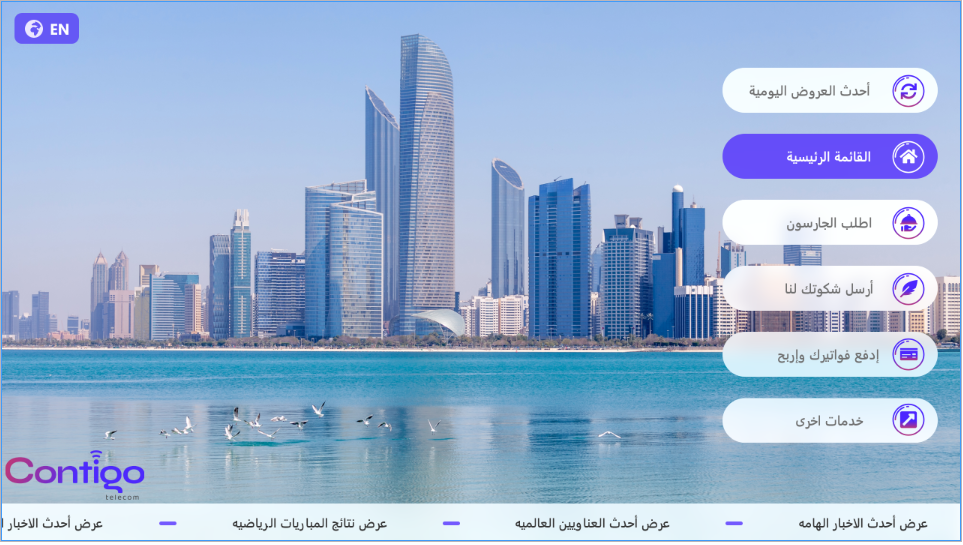 EN
أحدث العروض اليومية
القائمة الرئيسية
اطلب الجارسون
أرسل شكوتك لنا
إدفع فواتيرك وإربح
خدمات اخرى
Contigo
telecom
عرض أحدث الاخبار الهامه - عرض أحدث العناويين العالميه - عرض نتائج المباريات الرياضيه - عرض أحدث الاخبار